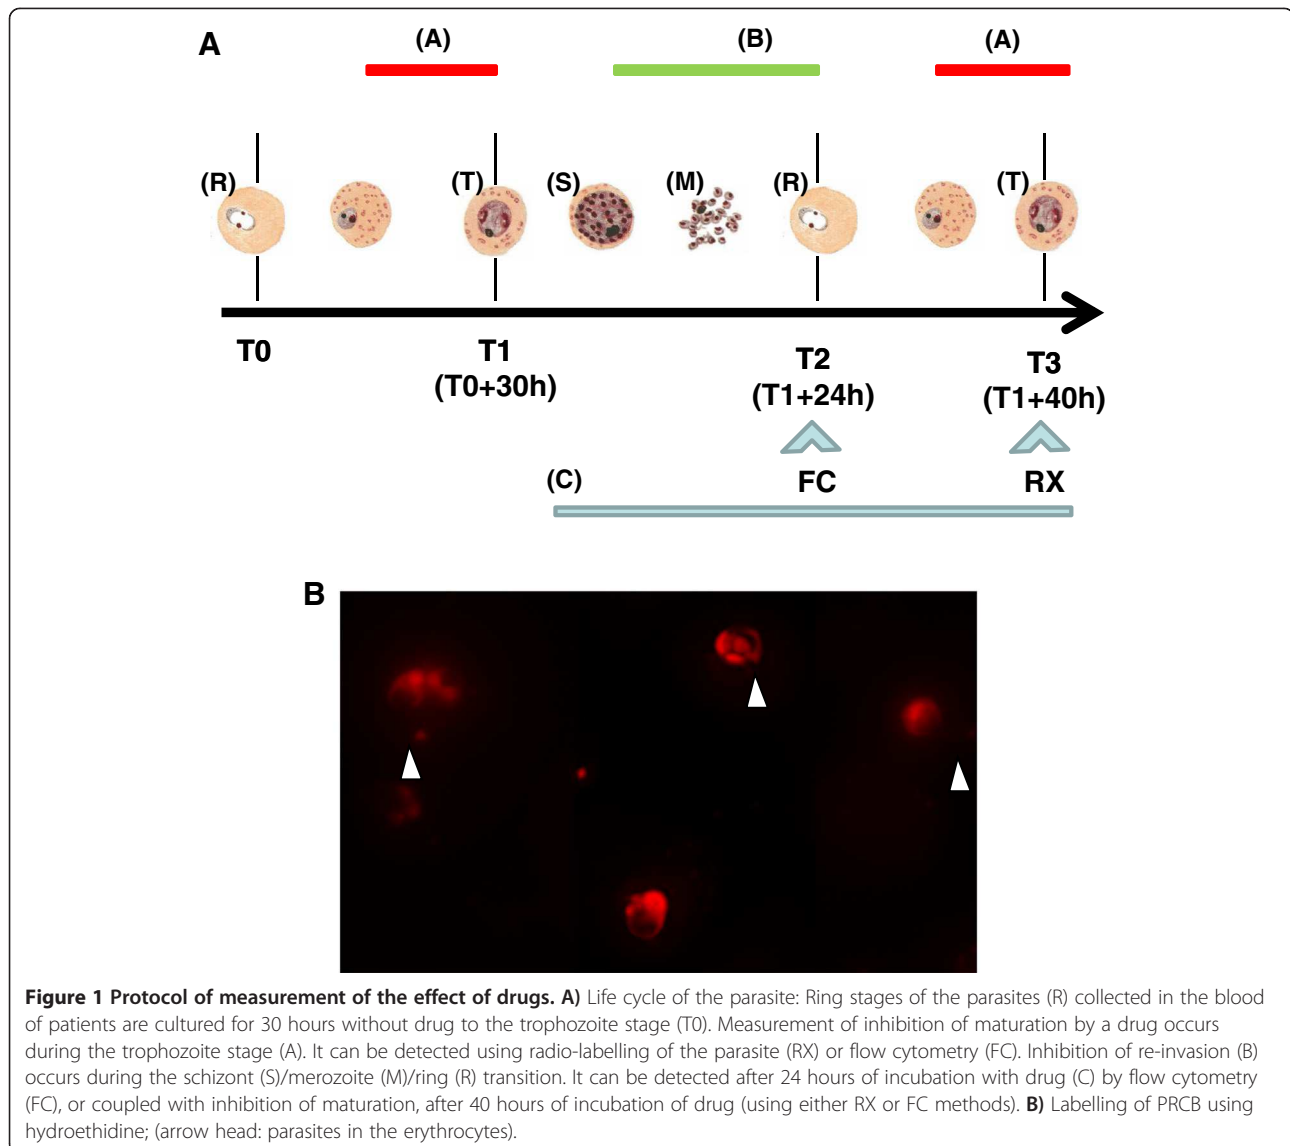 A
(A) (B) (A)
(R) (T) (S) (M) (R) (T)
T0 T1 T2 T3
(T0+30h) (T1+24h) (T1+40h)
(C) FC RX
B
Figure 1 Protocol of measurement of the effect of drugs. A) Life cycle of the parasite: Ring stages of the parasites (R) collected in the blood
of patients are cultured for 30 hours without drug to the trophozoite stage (T0). Measurement of inhibition of maturation by a drug occurs
during the trophozoite stage (A). It can be detected using radio-labelling of the parasite (RX) or flow cytometry (FC). Inhibition of re-invasion (B)
occurs during the schizont (S)/merozoite (M)/ring (R) transition. It can be detected after 24 hours of incubation with drug (C) by flow cytometry
(FC), or coupled with inhibition of maturation, after 40 hours of incubation of drug (using either RX or FC methods). B) Labelling of PRCB using
hydroethidine; (arrow head: parasites in the erythrocytes).